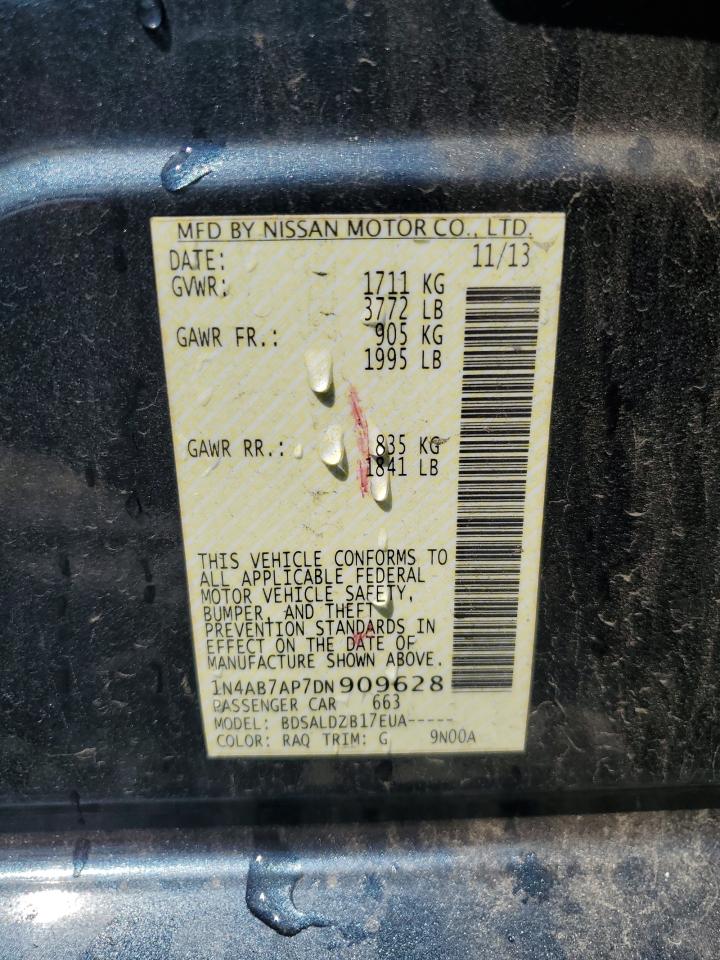 MFD BY NISSAN MOTOR CO., LTD.
DATE: 11/13
GVWR: 1711 KG
3772 LB
GAWR FR.: 905 KG
1995 LB
GAWR RR.: 835 KG
1841 LB
THIS VEHICLE CONFORMS TO
ALL APPLICABLE FEDERAL
MOTOR VEHICLE SAFETY,
BUMPER, AND THEFT
PREVENTION STANDARDS IN
EFFECT ON THE DATE OF
MANUFACTURE SHOWN ABOVE.
1N4AB7AP7DN909628
PASSENGER CAR 663
MODEL: BDSALDZB17EUA-----
COLOR: RAQ TRIM: G 9N00A